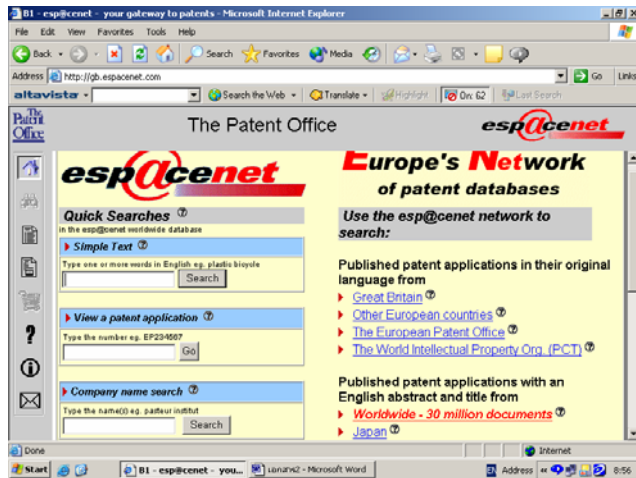 B1 - esp@cenet - your gateway to patents - Microsoft Internet Explorer
File Edit View Favorites Tools Help
Back Search Favorites Media
Address http://gb.espacenet.com Go Links
altavista Search the Web Translate Highlight On: 62 Last Search
The Patent Office
The Patent Office
esp@cenet
esp@cenet
Quick Searches ?
in the esp@cenet worldwide database
Simple Text ?
Type one or more words in English eg. plastic bicycle
Search
View a patent application ?
Type the number eg. EP234567
Go
Company name search ?
Type the name(s) eg. pasteur institut
Search
Europe's Network
of patent databases
Use the esp@cenet network to
search:
Published patent applications in their original
language from
Great Britain ?
Other European countries ?
The European Patent Office ?
The World Intellectual Property Org. (PCT) ?
Published patent applications with an
English abstract and title from
Worldwide - 30 million documents ?
Japan ?
Done Internet
Start B1 - esp@cenet - you... - Microsoft Word Address 8:56